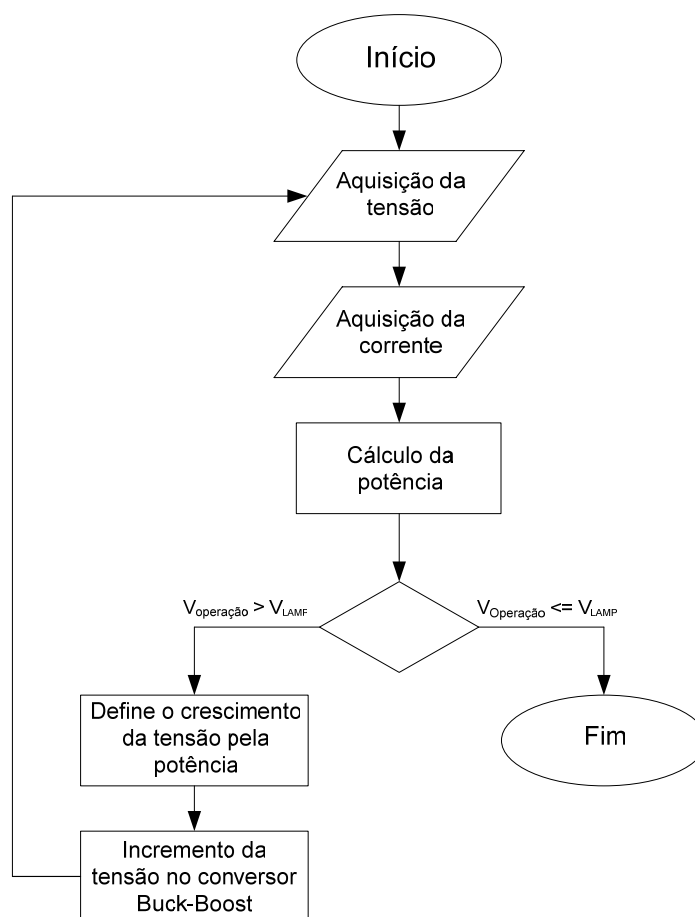 Início
Aquisição da
tensão
Aquisição da
corrente
Cálculo da
potência
Voperação > VLAMP
VOperação <= VLAMP
Define o crescimento
da tensão pela
potência
Fim
Incremento da
tensão no conversor
Buck-Boost